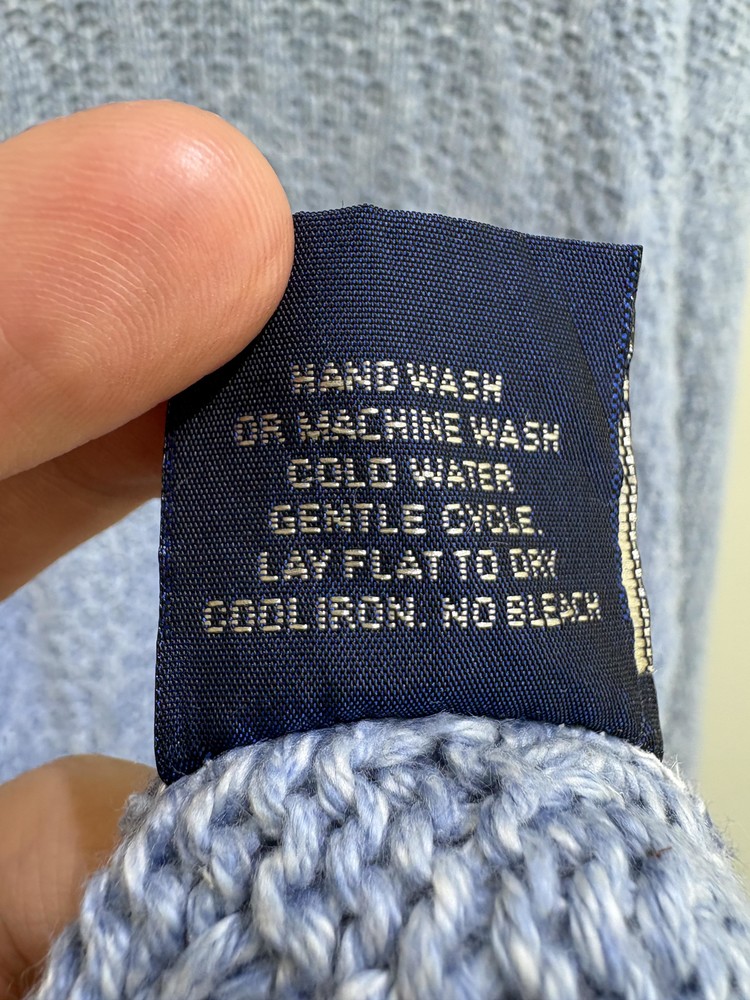 HAND WASH
OR MACHINE WASH
COLD WATER
GENTLE CYCLE.
LAY FLAT TO DRY
COOL IRON. NO BLEACH